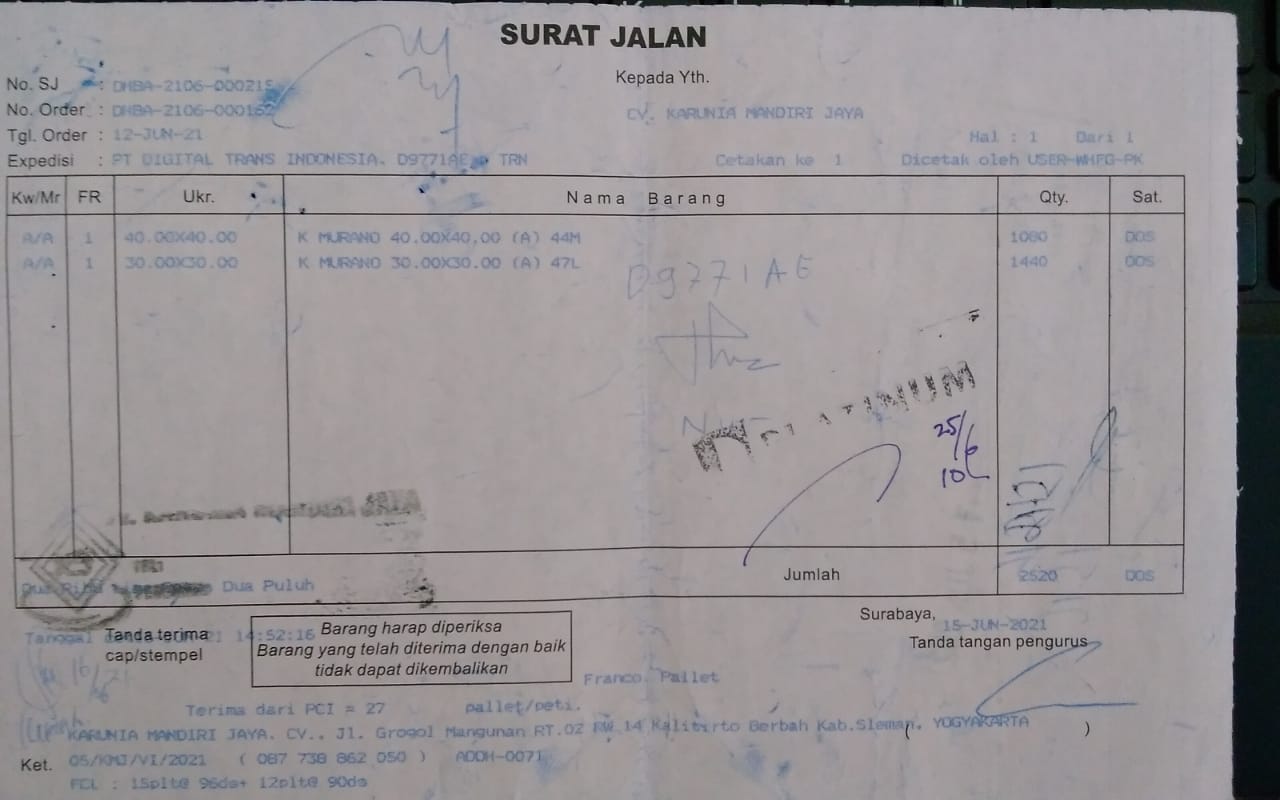 SURAT JALAN
No. SJ : DHBA-2106-000215
Kepada Yth.
No. Order : DHBA-2106-000162
CV. KARUNIA MANDIRI JAYA
Tgl. Order : 12-JUN-21
Hal : 1 Dari 1
Expedisi : PT DIGITAL TRANS INDONESIA. D9771AE TRN
Cetakan ke 1 Dicetak oleh USER-WHFG-PK
Kw/Mr FR Ukr. Nama Barang Qty. Sat.
A/A 1 40.00X40.00 K MURANO 40.00X40.00 (A) 44M 1080 DOS
A/A 1 30.00X30.00 K MURANO 30.00X30.00 (A) 47L 1440 DOS
D9771AE
PLATINUM
25/6
Jumlah 2520 DOS
Dua Puluh
Surabaya, 15-JUN-2021
Tanda tangan pengurus
Tanggal 21 14:52:16
Tanda terima
cap/stempel
Barang harap diperiksa
Barang yang telah diterima dengan baik
tidak dapat dikembalikan
Franco. Pallet
16/6 21
Terima dari PCI = 27 pallet/peti.
KARUNIA MANDIRI JAYA. CV.. Jl. Grogol Mangunan RT.02 RW.14 Kalitirto Berbah Kab.Sleman. YOGYAKARTA
( )
Ket. 05/KMJ/VI/2021 ( 087 738 862 050 ) ADDH-0071
FCL : 15plt@ 96ds+ 12plt@ 90ds